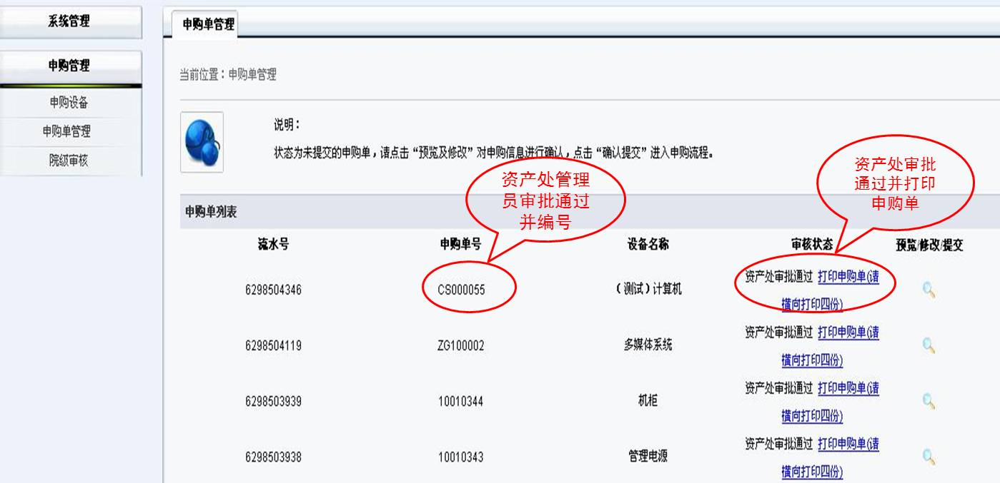 系统管理
申购管理
申购设备
申购单管理
院级审核
申购单管理
当前位置：申购单管理
说明：
状态为未提交的申购单，请点击“预览及修改”对申购信息进行确认，点击“确认提交”进入申购流程。
资产处管理
员审批通过
并编号
资产处审批
通过并打印
申购单
申购单列表
流水号 申购单号 设备名称 审核状态 预览/修改/提交
6298504346 CS000055 （测试）计算机 资产处审批通过 打印申购单(请
横向打印四份)
6298504119 ZG100002 多媒体系统 资产处审批通过 打印申购单(请
横向打印四份)
6298503939 10010344 机柜 资产处审批通过 打印申购单(请
横向打印四份)
6298503938 10010343 管理电源 资产处审批通过 打印申购单(请
横向打印四份)